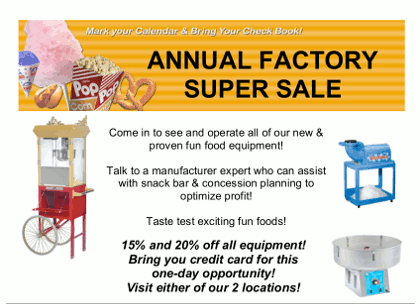 Mark your Calendar & Bring Your Check Book!
ANNUAL FACTORY
SUPER SALE
Pop
Corn
Pop
Come in to see and operate all of our new &
proven fun food equipment!
Talk to a manufacturer expert who can assist
with snack bar & concession planning to
optimize profit!
Taste test exciting fun foods!
15% and 20% off all equipment!
Bring you credit card for this
one-day opportunity!
Visit either of our 2 locations!